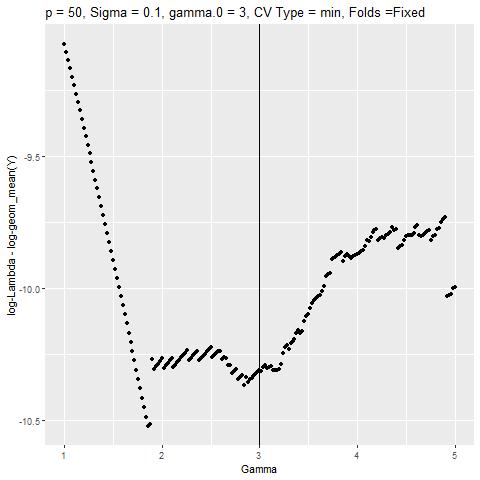 p = 50, Sigma = 0.1, gamma.0 = 3, CV Type = min, Folds =Fixed
log-Lambda - log-geom_mean(Y)
-9.5
-10.0
-10.5
1 2 3 4 5
Gamma